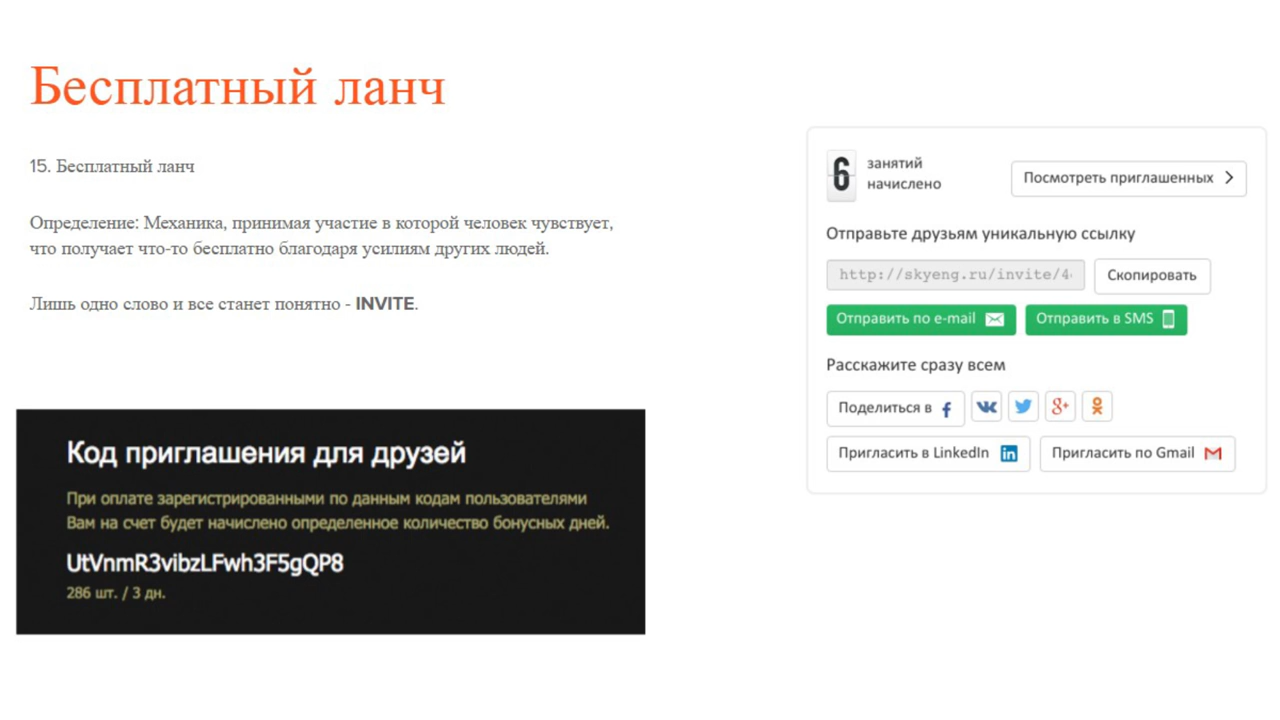 Бесплатный ланч
15. Бесплатный ланч
Определение: Механика, принимая участие в которой человек чувствует,
что получает что-то бесплатно благодаря усилиям других людей.
Лишь одно слово и все станет понятно - INVITE.
Код приглашения для друзей
При оплате зарегистрированными по данным кодам пользователями
Вам на счет будет начислено определенное количество бонусных дней.
UtVnmR3vibzLFwh3F5gQP8
286 шт. / 3 дн.
6 занятий
начислено
Посмотреть приглашенных
Отправьте друзьям уникальную ссылку
http://skyeng.ru/invite/4 Скопировать
Отправить по e-mail Отправить в SMS
Расскажите сразу всем
Поделиться в
Пригласить в LinkedIn Пригласить по Gmail